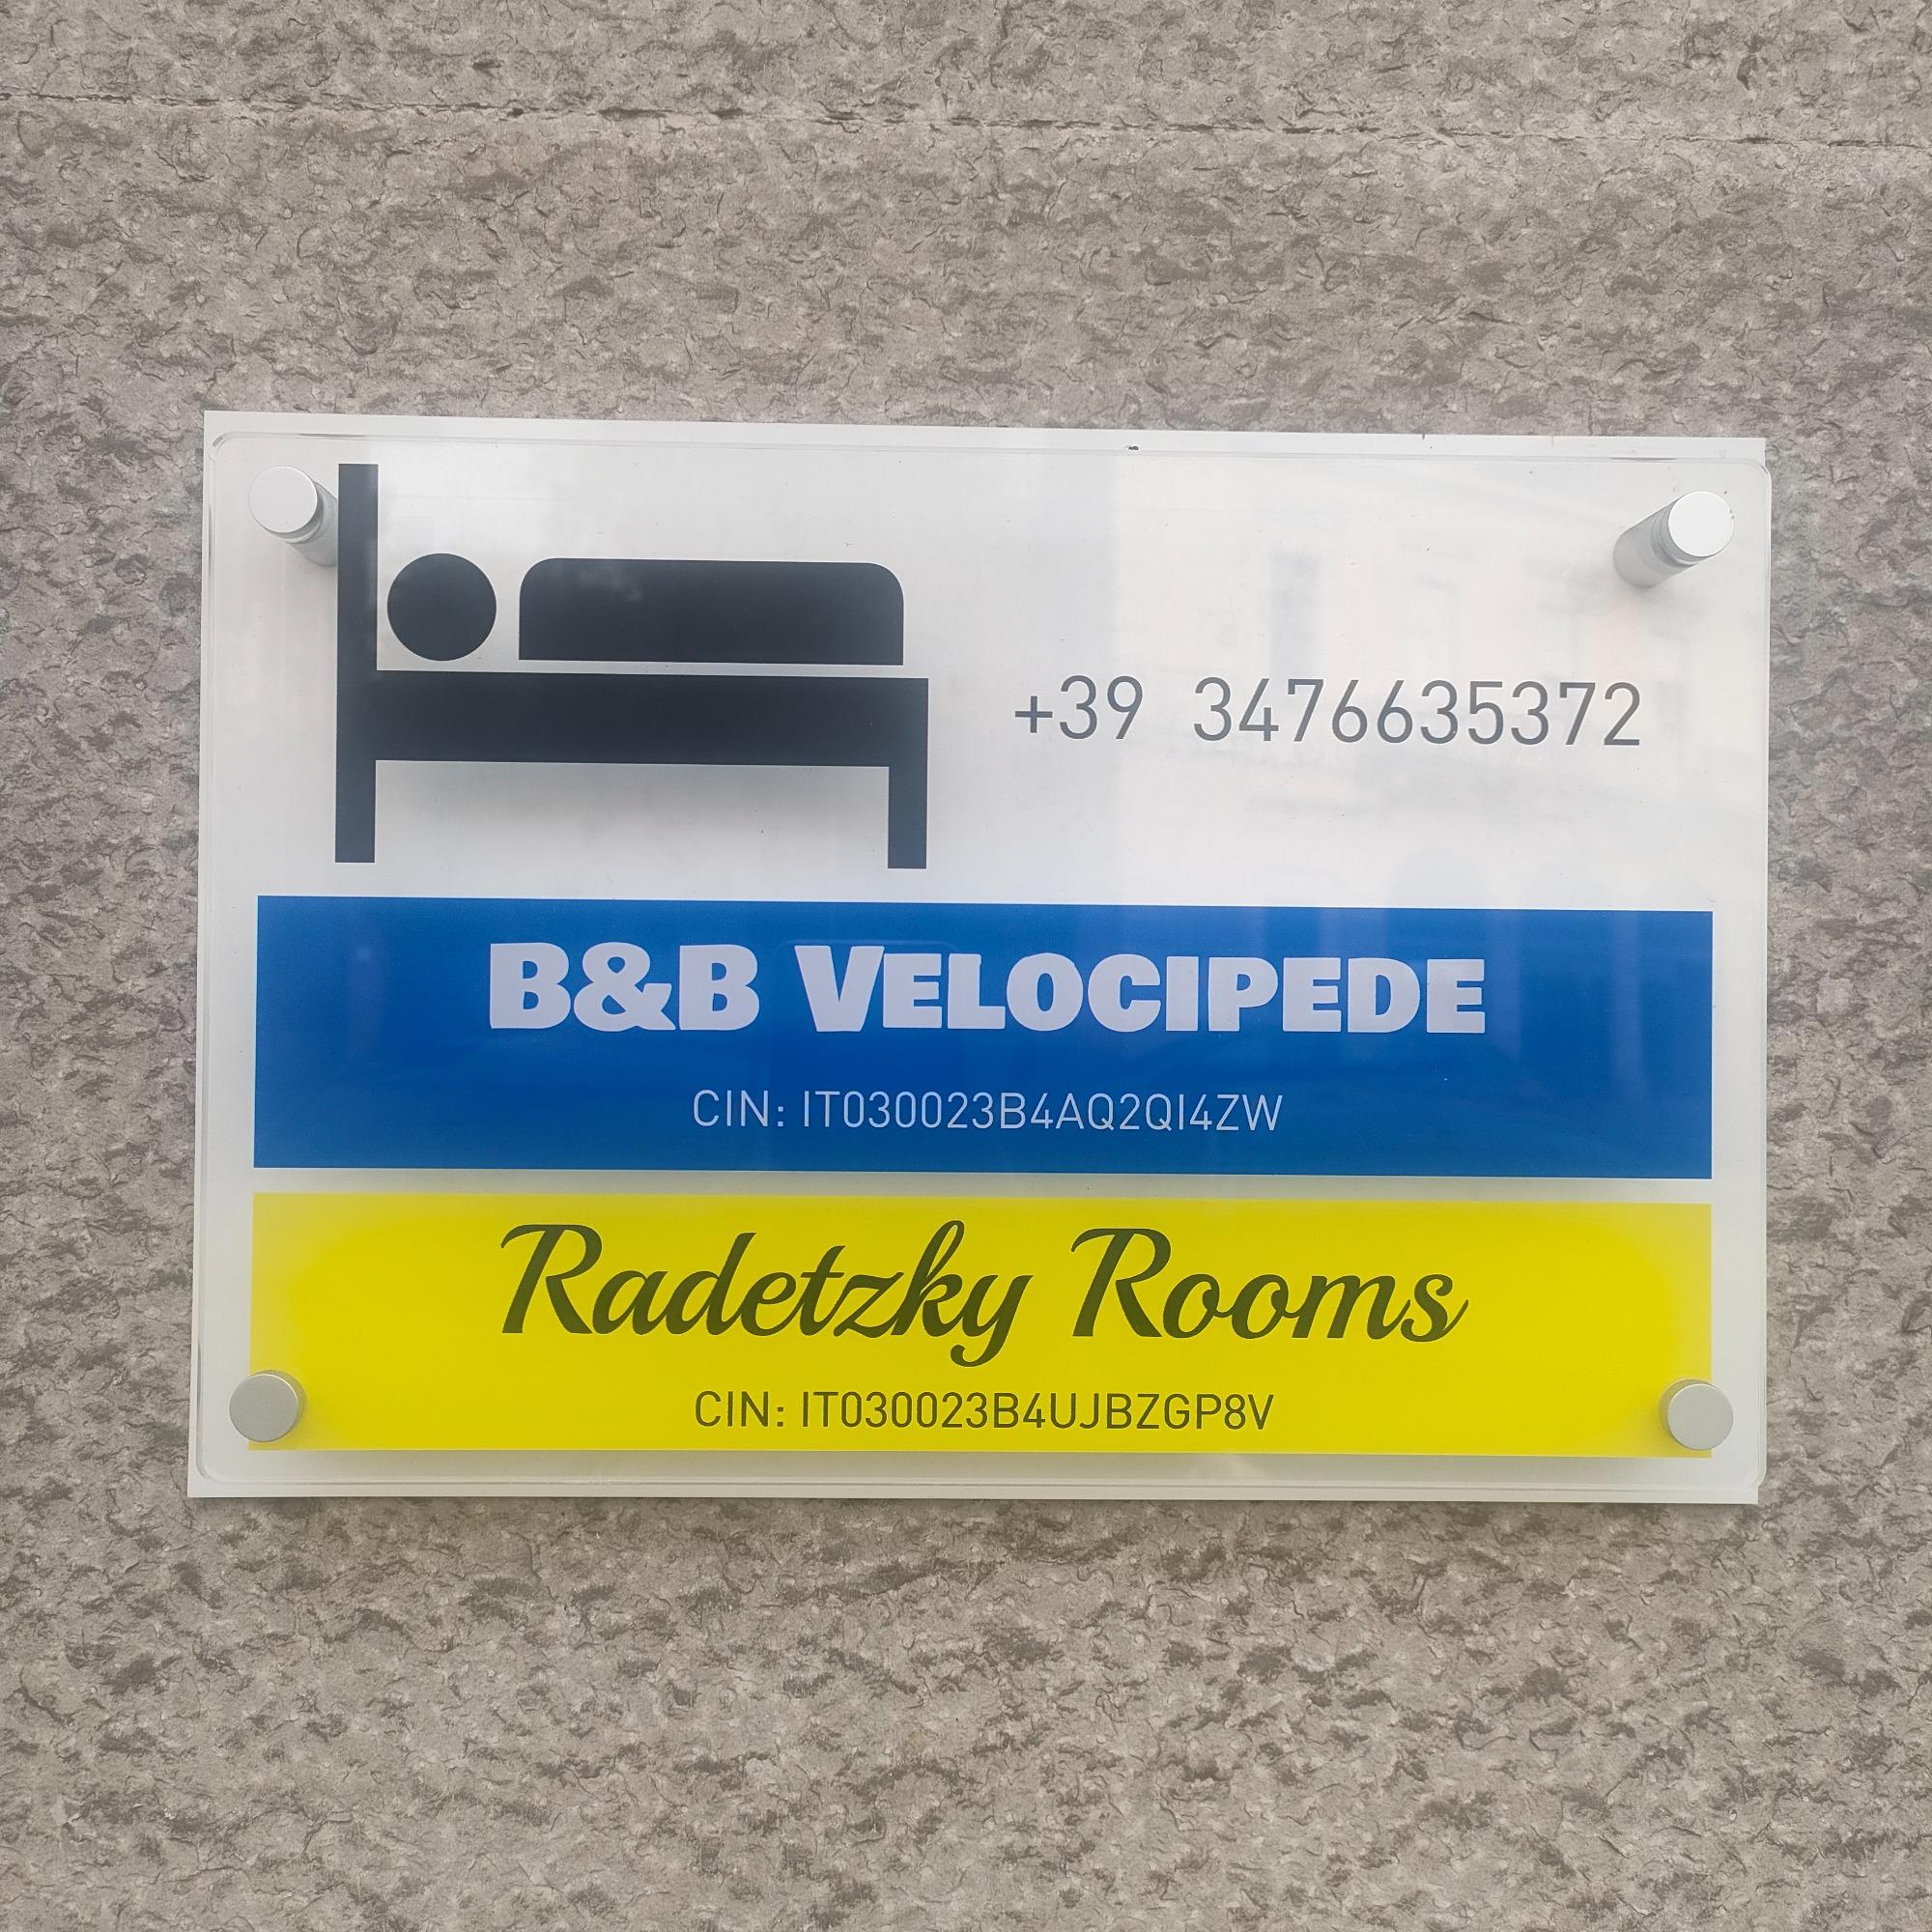 +39 3476635372
B&B VELOCIPEDE
CIN: IT030023B4AQ2QI4ZW
Radetzky Rooms
CIN: IT030023B4UJBZGP8V